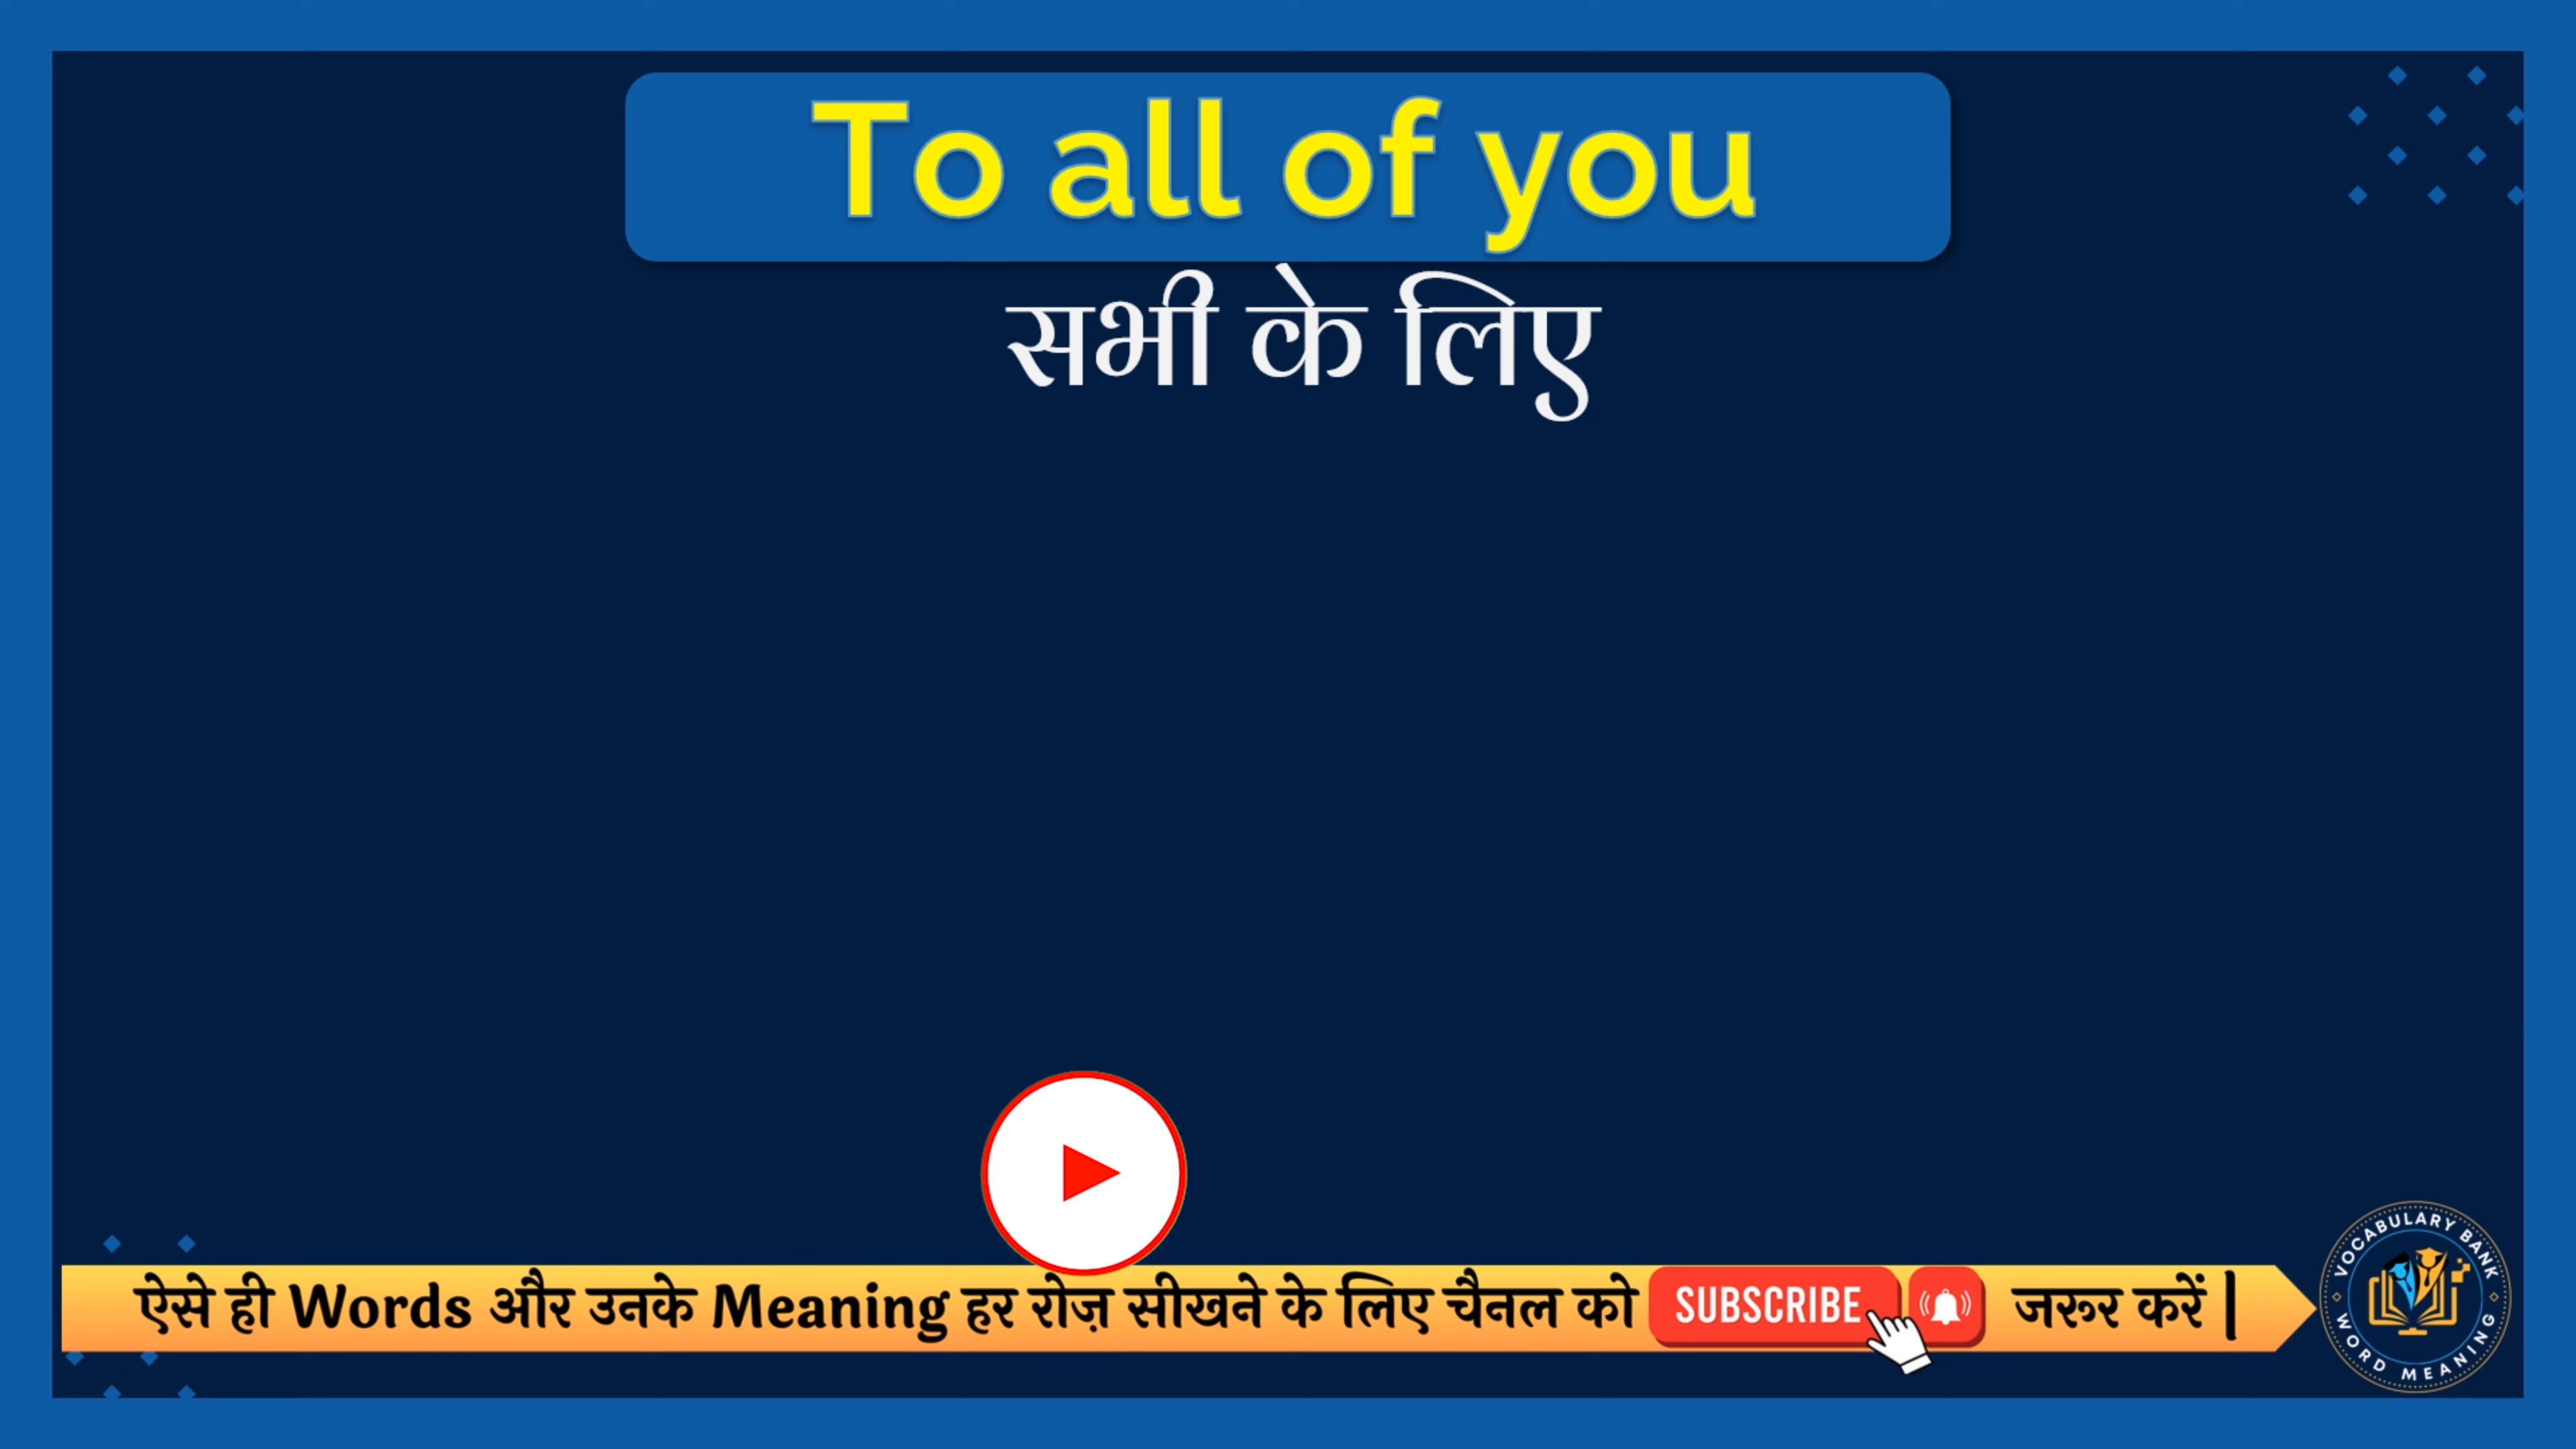 To all of you
सभी के लिए
ऐसे ही Words और उनके Meaning हर रोज़ सीखने के लिए चैनल को SUBSCRIBE जरूर करें |
VOCABULARY BANK
WORD MEANING